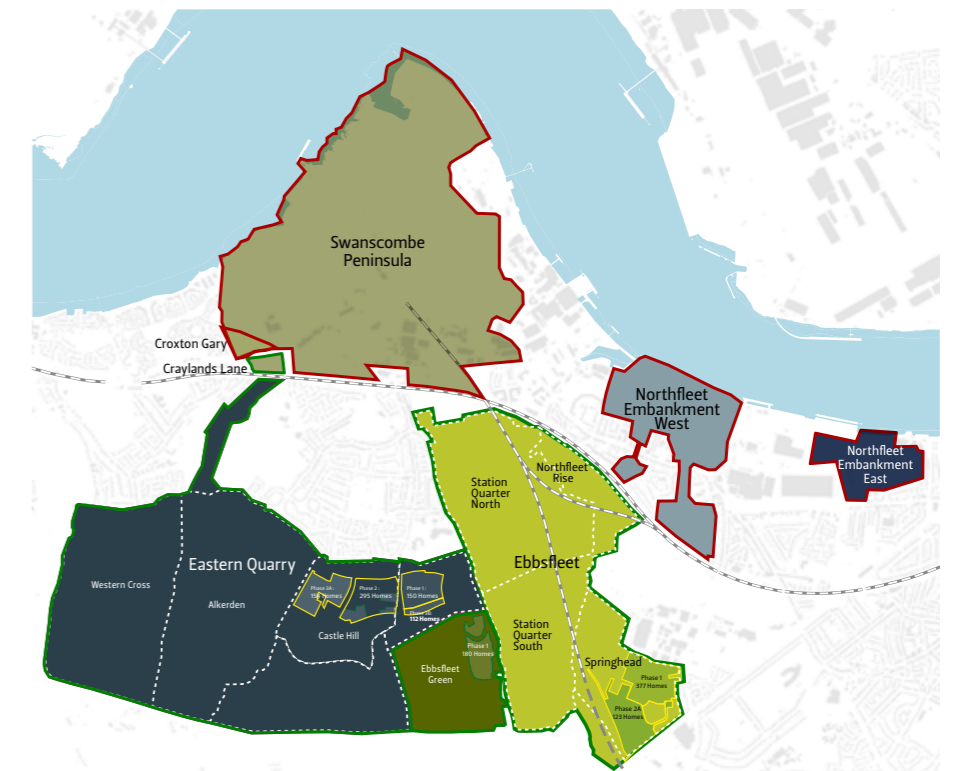 Swanscombe
Peninsula
Croxton Gary
Craylands Lane
Northfleet
Embankment
West
Northfleet
Embankment
East
Northfleet
Rise
Station
Quarter
North
Ebbsfleet
Eastern Quarry
Western Cross
Alkerden
Phase 2 :
295 Homes
Phase 1 :
150 Homes
112 Homes
Castle Hill
Station
Quarter
South
Phase 1
180 Homes
Ebbsfleet
Green
Springhead
Phase 1
377 Homes
Phase 2A
123 Homes